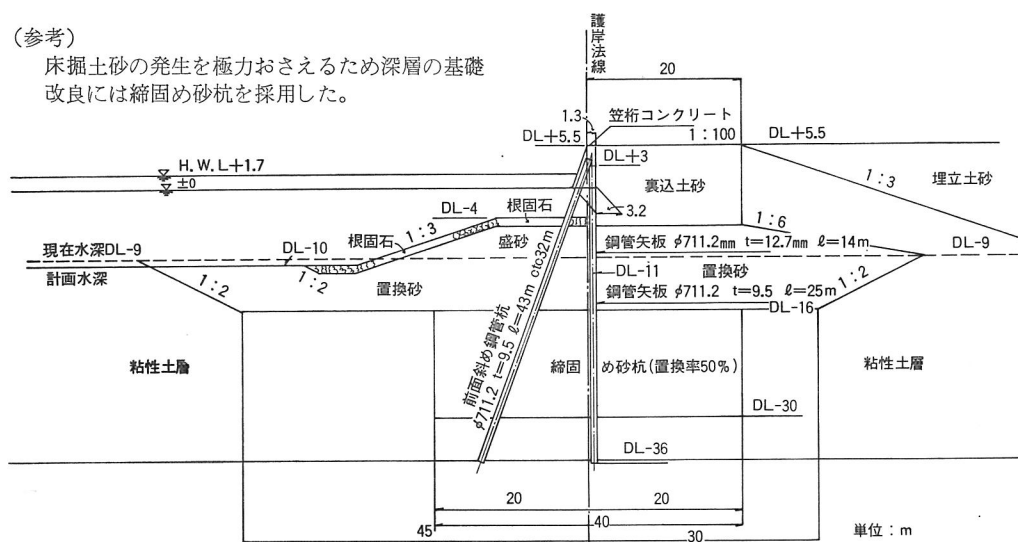 (参考)
床掘土砂の発生を極力おさえるため深層の基礎
改良には締固め砂杭を採用した。
護岸法線
20
1.3
笠桁コンクリート
DL+5.5
1:100
DL+5.5
H.W.L+1.7
±0
DL+3
裏込土砂
1:3
埋立土砂
DL-4
根固石
3.2
1:6
現在水深DL-9
DL-10
根固石
1:3
盛砂
鋼管矢板 φ711.2mm t=12.7mm ℓ=14m
DL-9
計画水深
1:2
1:2
置換砂
DL-11
置換砂
1:2
鋼管矢板 φ711.2 t=9.5 ℓ=25m
DL-16
粘性土層
前面斜め鋼管杭
φ711.2 t=9.5 ℓ=43m ctc32m
締固め砂杭(置換率50%)
粘性土層
DL-30
DL-36
20
20
40
45
30
単位:m